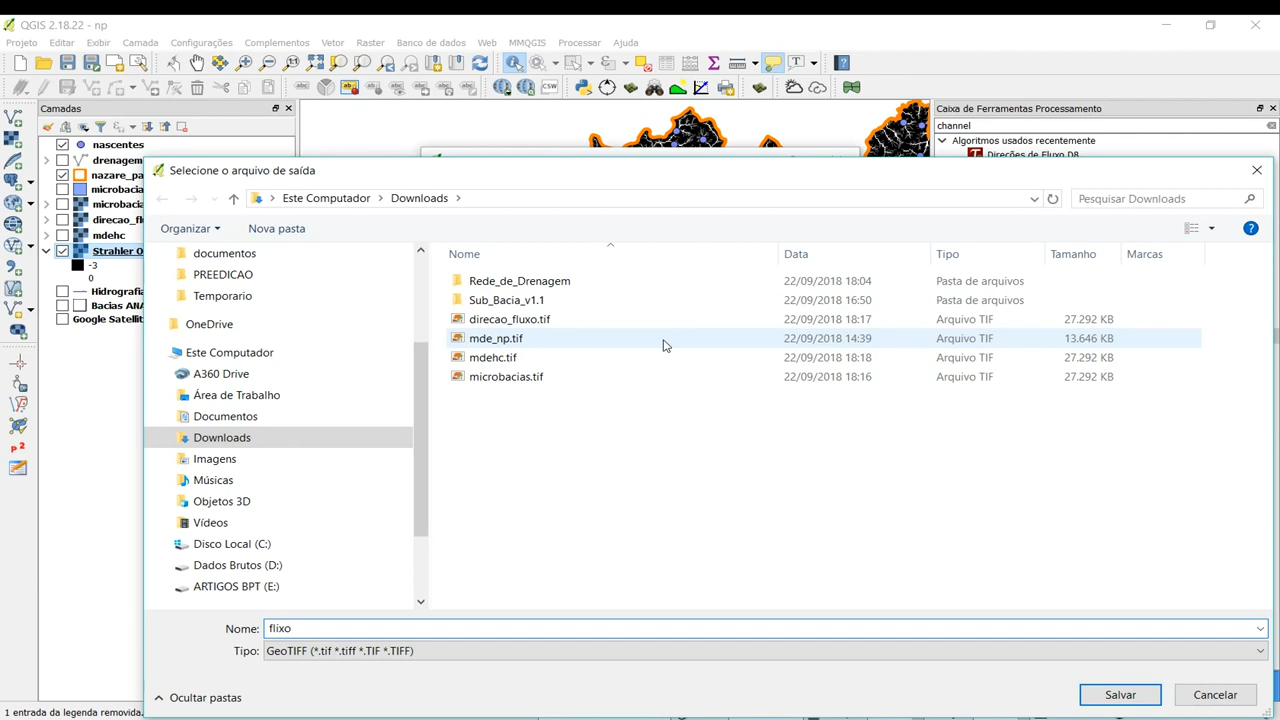 QGIS 2.18.22 - np
Projeto Editar Exibir Camada Configurações Complementos Vetor Raster Banco de dados Web MMQGIS Processar Ajuda
CSW
Camadas
nascentes
drenagem
nazare_pa
microbacia
microbacia
direcao_flu
mdehc
Strahler O
-3
0
Hidrografia
Bacias ANA
Google Satellit
Caixa de Ferramentas Processamento
channel
Algoritmos usados recentemente
Direções de Fluxo D8
Selecione o arquivo de saída
Este Computador > Downloads >
Pesquisar Downloads
Organizar Nova pasta
documentos
PREEDICAO
Temporario
OneDrive
Este Computador
A360 Drive
Área de Trabalho
Documentos
Downloads
Imagens
Músicas
Objetos 3D
Vídeos
Disco Local (C:)
Dados Brutos (D:)
ARTIGOS BPT (E:)
Nome Data Tipo Tamanho Marcas
Rede_de_Drenagem 22/09/2018 18:04 Pasta de arquivos
Sub_Bacia_v1.1 22/09/2018 16:50 Pasta de arquivos
direcao_fluxo.tif 22/09/2018 18:17 Arquivo TIF 27.292 KB
mde_np.tif 22/09/2018 14:39 Arquivo TIF 13.646 KB
mdehc.tif 22/09/2018 18:18 Arquivo TIF 27.292 KB
microbacias.tif 22/09/2018 18:16 Arquivo TIF 27.292 KB
Nome: flixo
Tipo: GeoTIFF (*.tif *.tiff *.TIF *.TIFF)
Ocultar pastas
Salvar Cancelar
1 entrada da legenda removida.